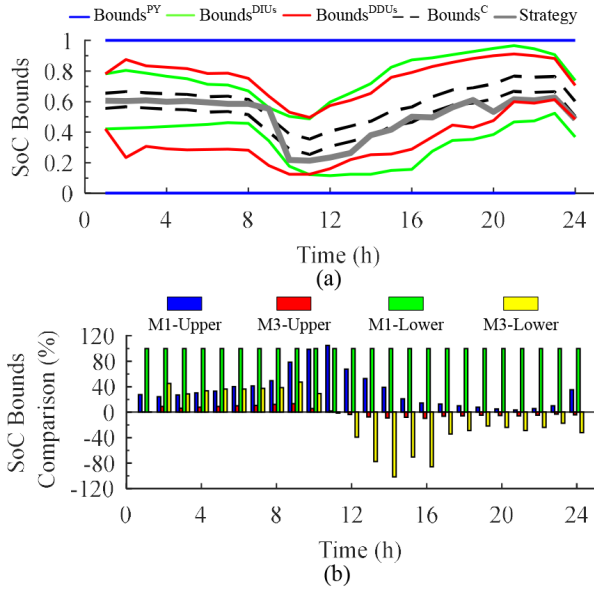 Bounds^PY Bounds^DIUs Bounds^DDUs Bounds^C Strategy
1
0.8
0.6
0.4
0.2
0
SoC Bounds
0 4 8 12 16 20 24
Time (h)
(a)
M1-Upper M3-Upper M1-Lower M3-Lower
120
80
40
0
-40
-80
-120
SoC Bounds
Comparison (%)
0 4 8 12 16 20 24
Time (h)
(b)